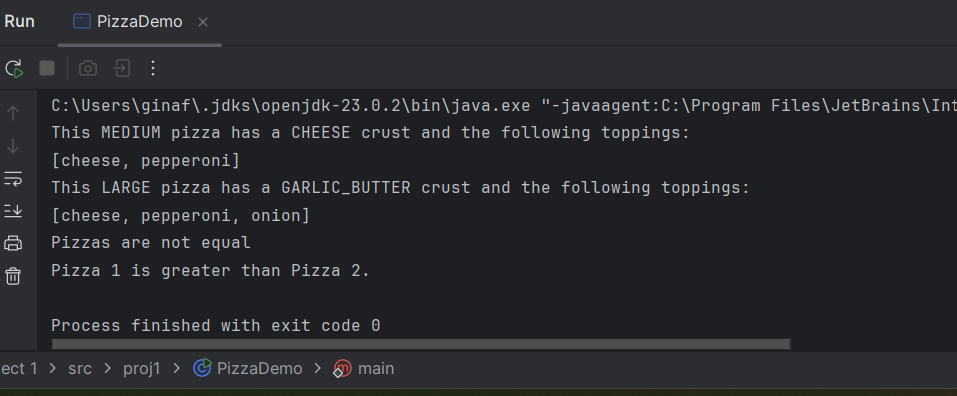 Run PizzaDemo
C:\Users\ginaf\.jdks\openjdk-23.0.2\bin\java.exe "-javaagent:C:\Program Files\JetBrains\Int
This MEDIUM pizza has a CHEESE crust and the following toppings:
[cheese, pepperoni]
This LARGE pizza has a GARLIC_BUTTER crust and the following toppings:
[cheese, pepperoni, onion]
Pizzas are not equal
Pizza 1 is greater than Pizza 2.
Process finished with exit code 0
ect 1 > src > proj1 > PizzaDemo > main